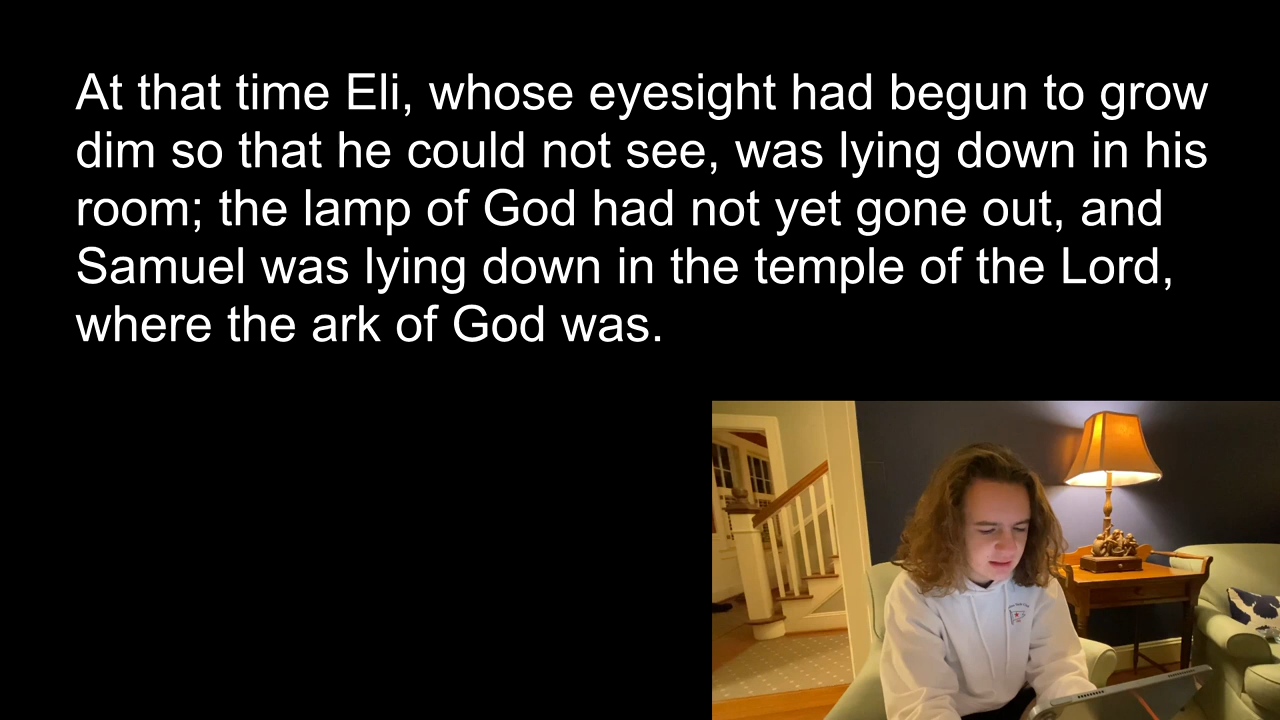 At that time Eli, whose eyesight had begun to grow
dim so that he could not see, was lying down in his
room; the lamp of God had not yet gone out, and
Samuel was lying down in the temple of the Lord,
where the ark of God was.